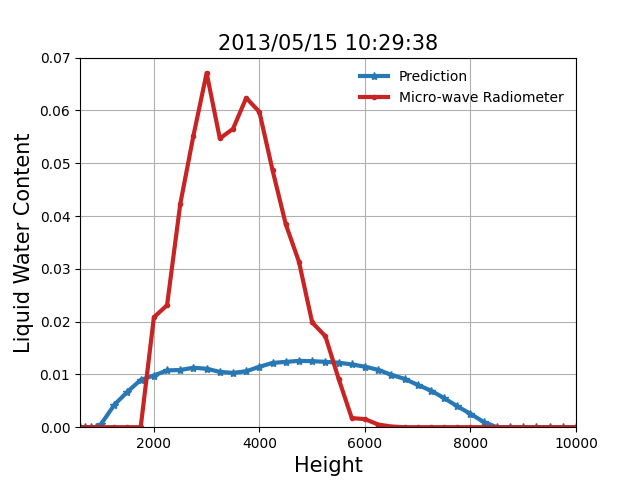 2013/05/15 10:29:38
Prediction
Micro-wave Radiometer
Liquid Water Content
0.07
0.06
0.05
0.04
0.03
0.02
0.01
0.00
2000 4000 6000 8000 10000
Height